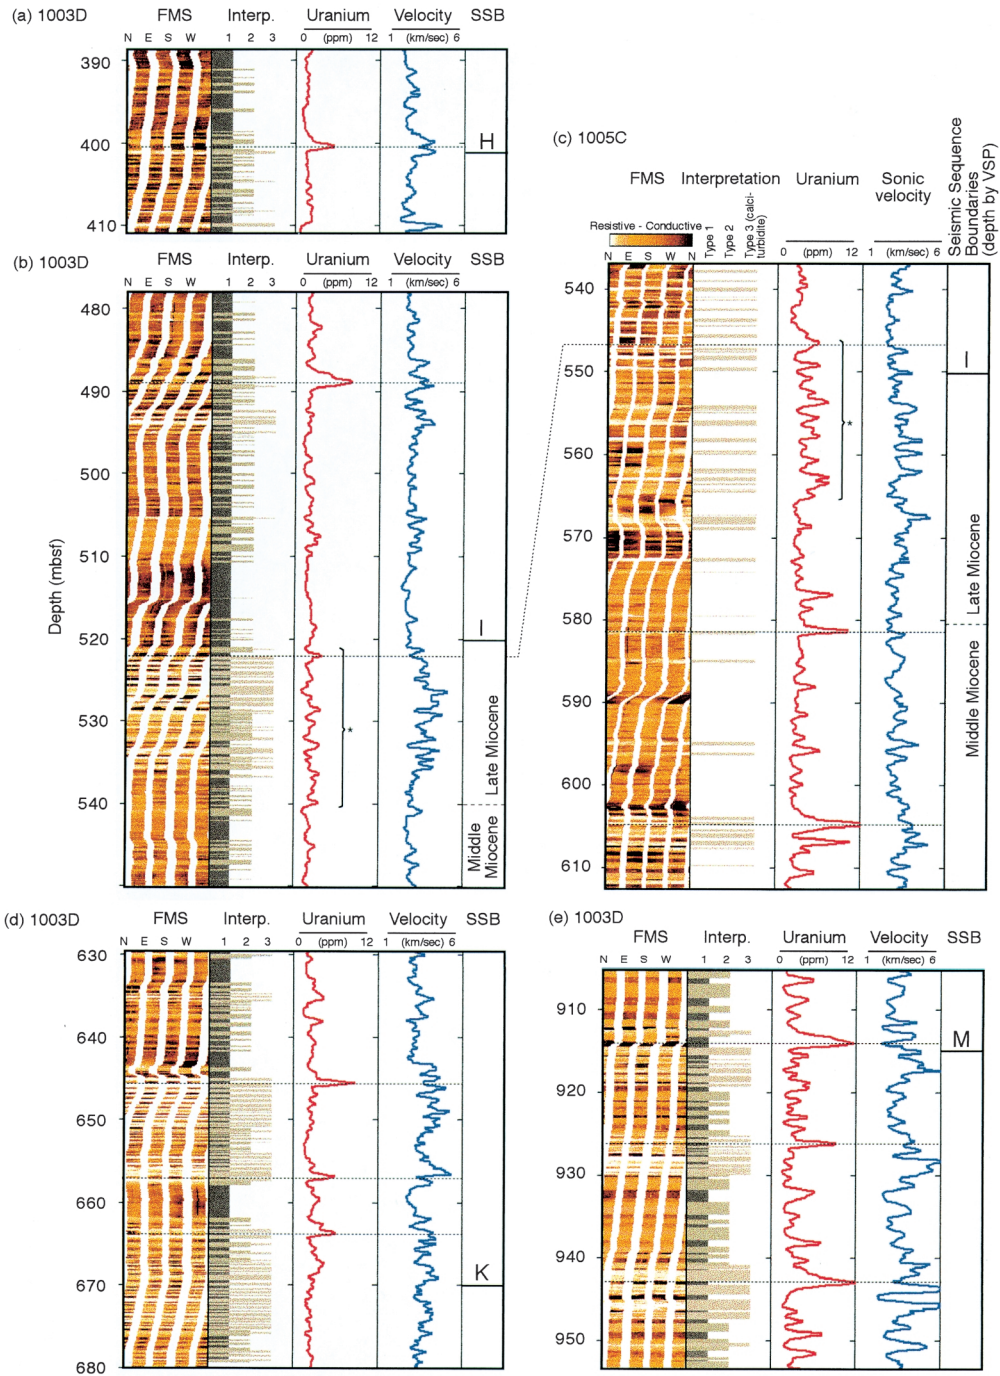 (a) 1003D FMS Interp. Uranium Velocity SSB
N E S W 1 2 3 0 (ppm) 12 1 (km/sec) 6
390
400
410
H
(b) 1003D FMS Interp. Uranium Velocity SSB
N E S W 1 2 3 0 (ppm) 12 1 (km/sec) 6
480
490
500
510
520
530
540
Depth (mbsf)
*
I
Late Miocene
Middle
Miocene
(c) 1005C
FMS Interpretation Uranium Sonic
velocity
Seismic Sequence
Boundaries
(depth by VSP)
Resistive - Conductive
Type 1
Type 2
Type 3 (calci-
turbidite)
N E S W N 0 (ppm) 12 1 (km/sec) 6
540
550
560
570
580
590
600
610
*
I
Late Miocene
Middle Miocene
(d) 1003D FMS Interp. Uranium Velocity SSB
N E S W 1 2 3 0 (ppm) 12 1 (km/sec) 6
630
640
650
660
670
680
K
(e) 1003D
FMS Interp. Uranium Velocity SSB
N E S W 1 2 3 0 (ppm) 12 1 (km/sec) 6
910
920
930
940
950
M